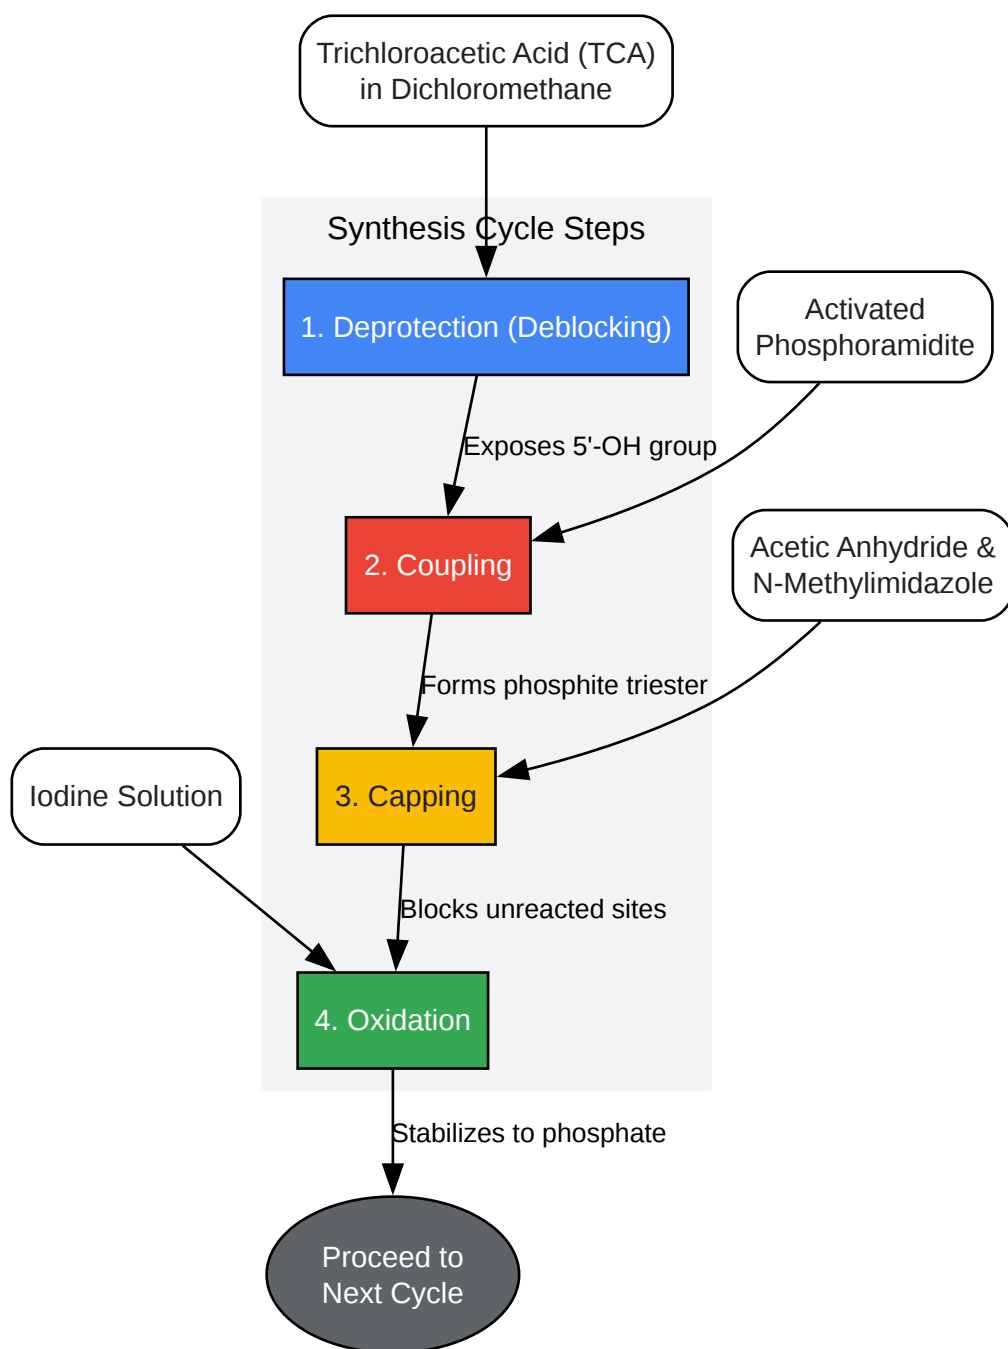 Trichloroacetic Acid (TCA)
in Dichloromethane
Synthesis Cycle Steps
1. Deprotection (Deblocking)
Activated
Phosphoramidite
Exposes 5'-OH group
2. Coupling
Acetic Anhydride &
N-Methylimidazole
Forms phosphite triester
3. Capping
Iodine Solution
Blocks unreacted sites
4. Oxidation
Stabilizes to phosphate
Proceed to
Next Cycle